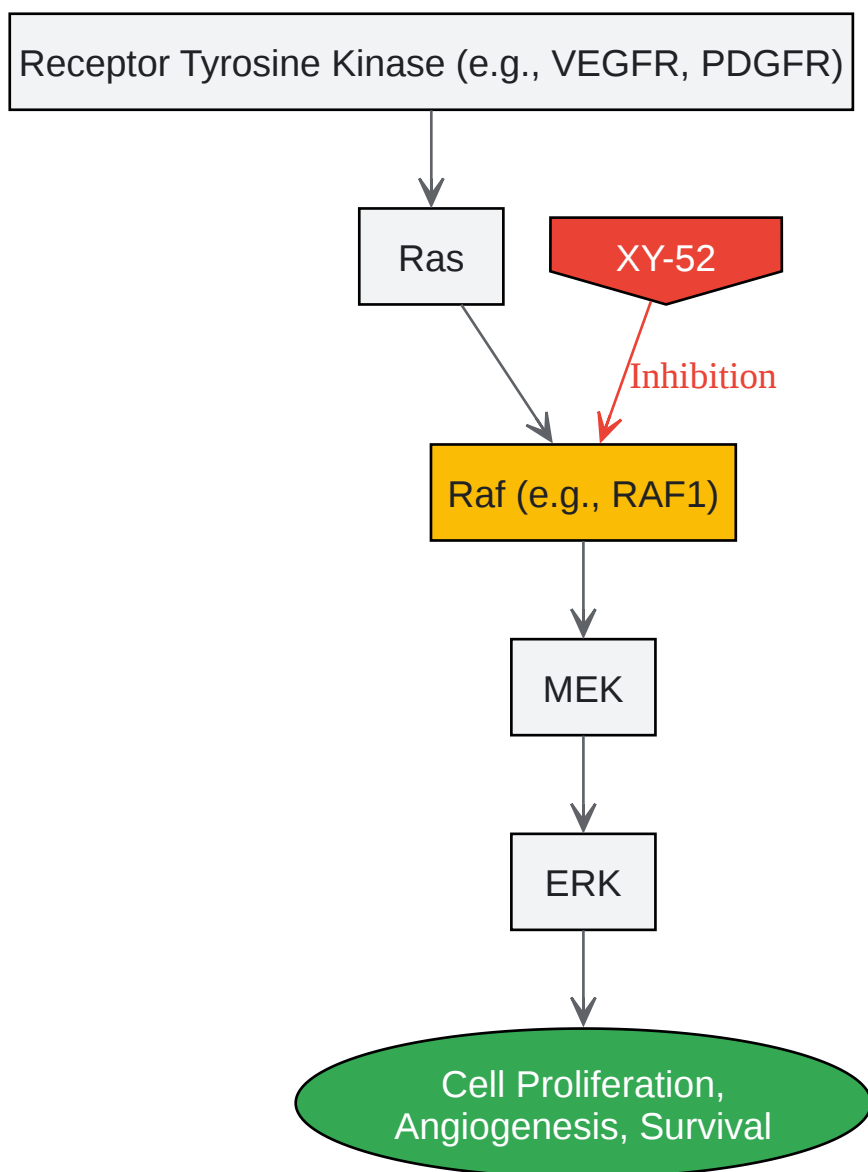 Receptor Tyrosine Kinase (e.g., VEGFR, PDGFR)
Ras
XY-52
Inhibition
Raf (e.g., RAF1)
MEK
ERK
Cell Proliferation,
Angiogenesis, Survival